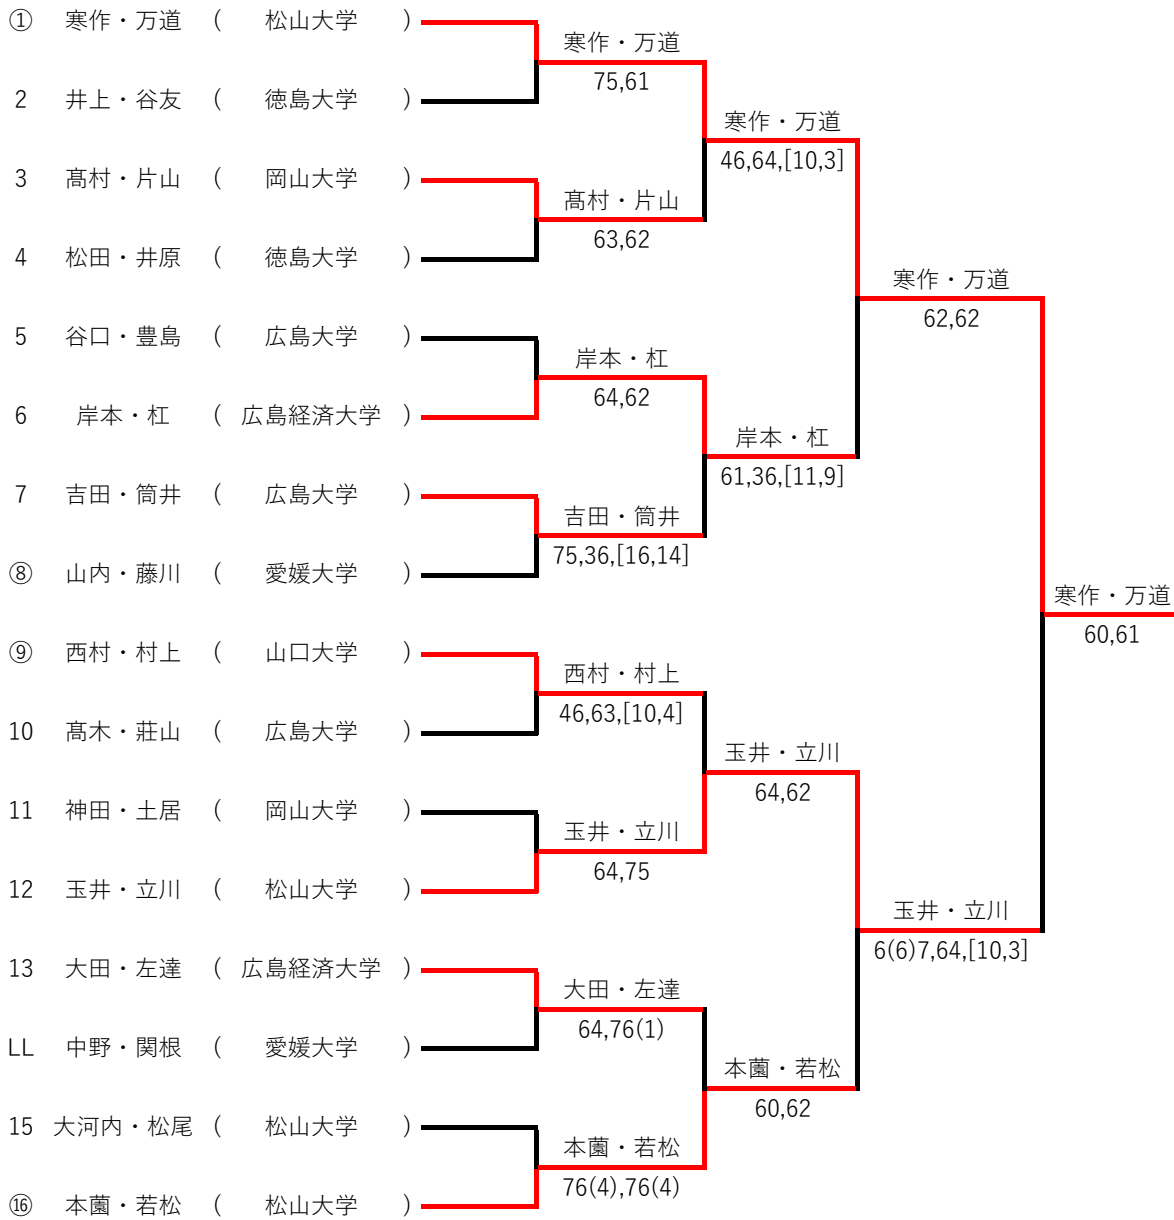 ① 寒作・万道 ( 松山大学 )
寒作・万道
75,61
2 井上・谷友 ( 徳島大学 )
寒作・万道
46,64,[10,3]
3 髙村・片山 ( 岡山大学 )
髙村・片山
63,62
4 松田・井原 ( 徳島大学 )
寒作・万道
62,62
5 谷口・豊島 ( 広島大学 )
岸本・杠
64,62
6 岸本・杠 ( 広島経済大学 )
岸本・杠
61,36,[11,9]
7 吉田・筒井 ( 広島大学 )
吉田・筒井
75,36,[16,14]
⑧ 山内・藤川 ( 愛媛大学 )
寒作・万道
60,61
⑨ 西村・村上 ( 山口大学 )
西村・村上
46,63,[10,4]
10 髙木・莊山 ( 広島大学 )
玉井・立川
64,62
11 神田・土居 ( 岡山大学 )
玉井・立川
64,75
12 玉井・立川 ( 松山大学 )
玉井・立川
6(6)7,64,[10,3]
13 大田・左達 ( 広島経済大学 )
大田・左達
64,76(1)
LL 中野・関根 ( 愛媛大学 )
本薗・若松
60,62
15 大河内・松尾 ( 松山大学 )
本薗・若松
76(4),76(4)
⑯ 本薗・若松 ( 松山大学 )